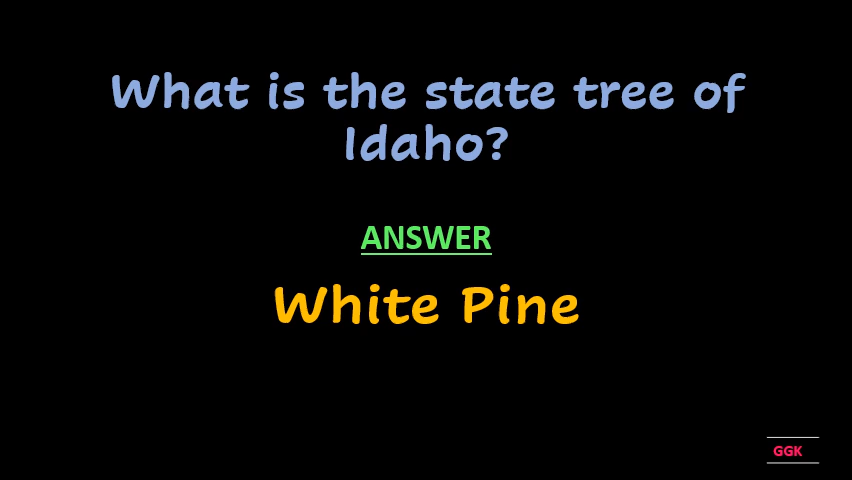 What is the state tree of
Idaho?
ANSWER
White Pine
GGK